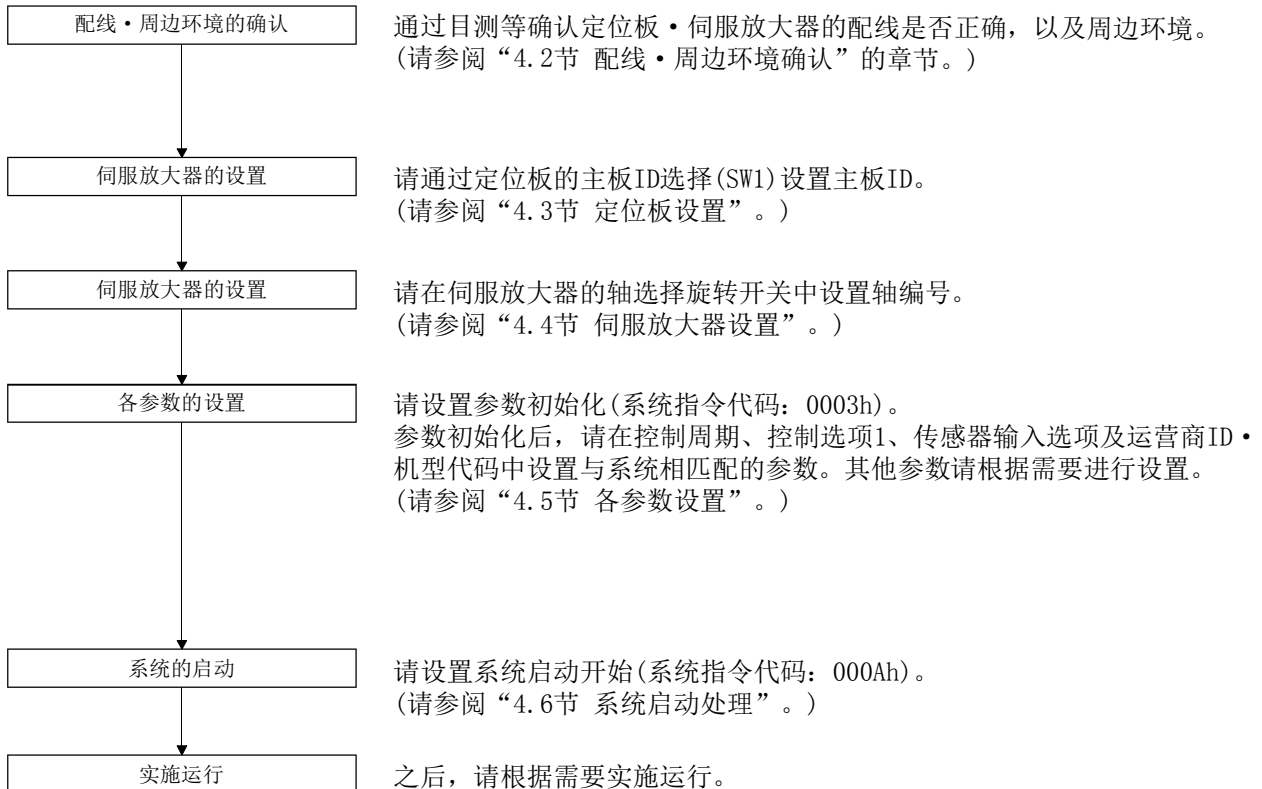 配线·周边环境的确认
通过目测等确认定位板·伺服放大器的配线是否正确，以及周边环境。
(请参阅“4.2节 配线·周边环境确认”的章节。)
伺服放大器的设置
请通过定位板的主板ID选择(SW1)设置主板ID。
(请参阅“4.3节 定位板设置”。)
伺服放大器的设置
请在伺服放大器的轴选择旋转开关中设置轴编号。
(请参阅“4.4节 伺服放大器设置”。)
各参数的设置
请设置参数初始化(系统指令代码：0003h)。
参数初始化后，请在控制周期、控制选项1、传感器输入选项及运营商ID·
机型代码中设置与系统相匹配的参数。其他参数请根据需要进行设置。
(请参阅“4.5节 各参数设置”。)
系统的启动
请设置系统启动开始(系统指令代码：000Ah)。
(请参阅“4.6节 系统启动处理”。)
实施运行
之后，请根据需要实施运行。